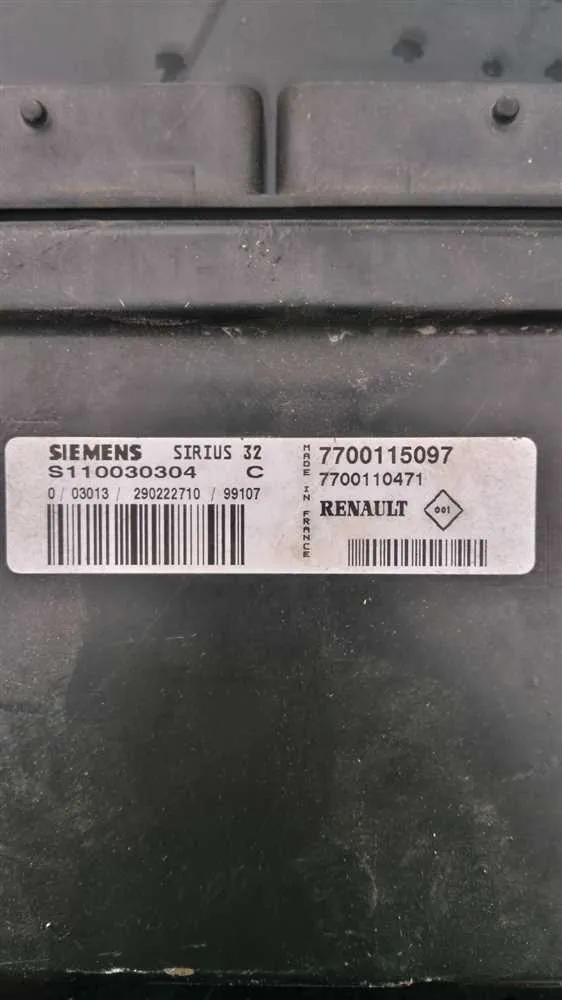 SIEMENS SIRIUS 32
S110030304 C
0 / 03013 / 290222710 / 99107
MADE IN FRANCE
7700115097
7700110471
RENAULT 001